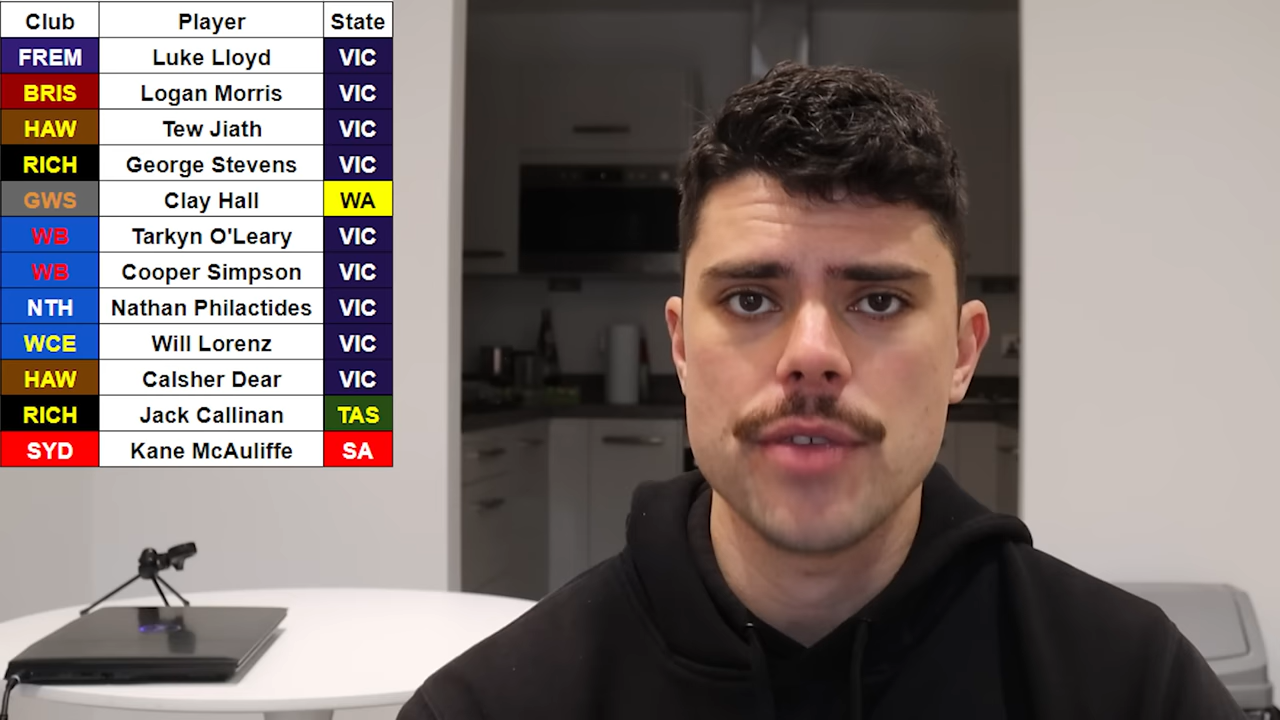 Club Player State
FREM Luke Lloyd VIC
BRIS Logan Morris VIC
HAW Tew Jiath VIC
RICH George Stevens VIC
GWS Clay Hall WA
WB Tarkyn O'Leary VIC
WB Cooper Simpson VIC
NTH Nathan Philactides VIC
WCE Will Lorenz VIC
HAW Calsher Dear VIC
RICH Jack Callinan TAS
SYD Kane McAuliffe SA